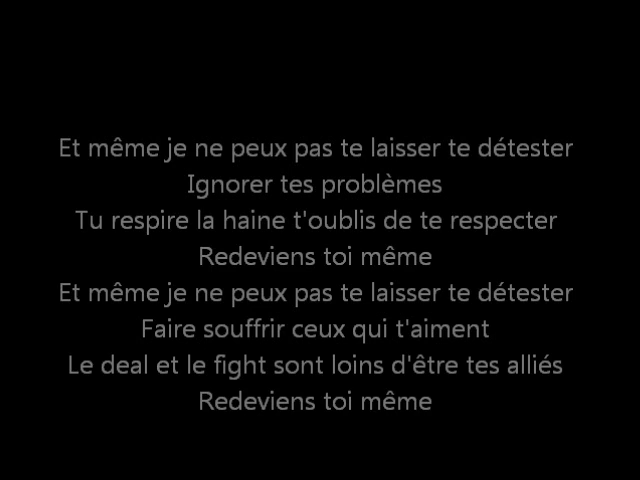 Et même je ne peux pas te laisser te détester
Ignorer tes problèmes
Tu respire la haine t'oublis de te respecter
Redeviens toi même
Et même je ne peux pas te laisser te détester
Faire souffrir ceux qui t'aiment
Le deal et le fight sont loins d'être tes alliés
Redeviens toi même